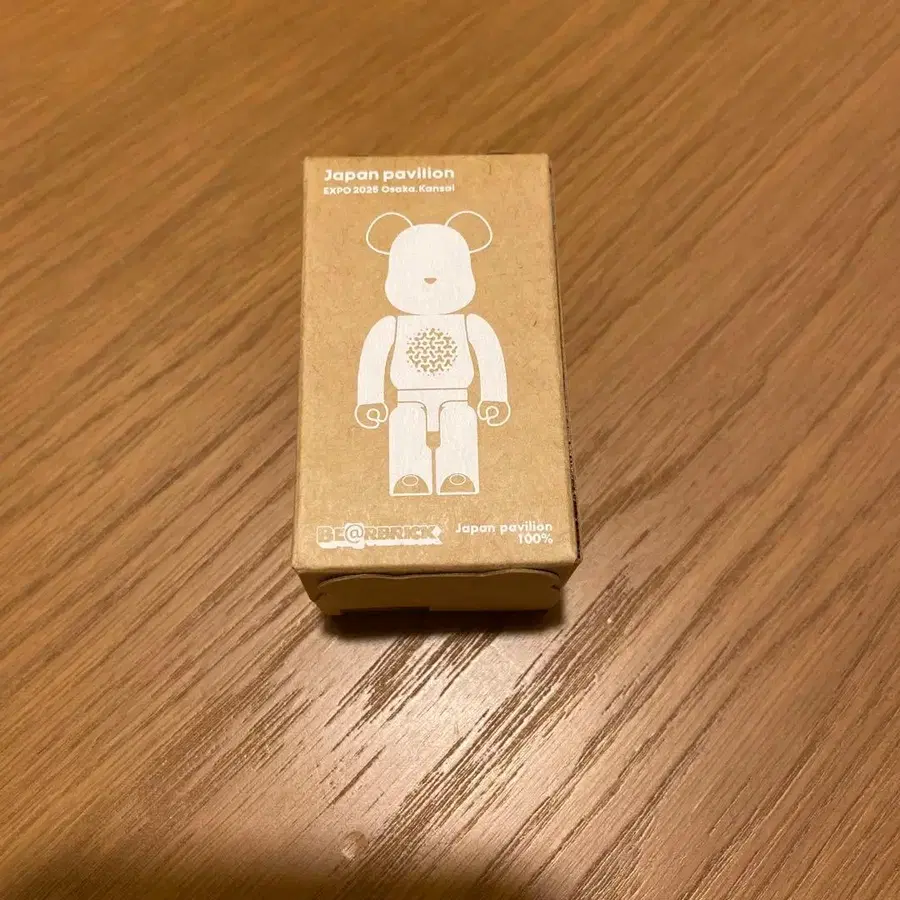 Japan pavilion
EXPO 2025 Osaka, Kansai
BE@RBRICK
Japan pavilion
100%